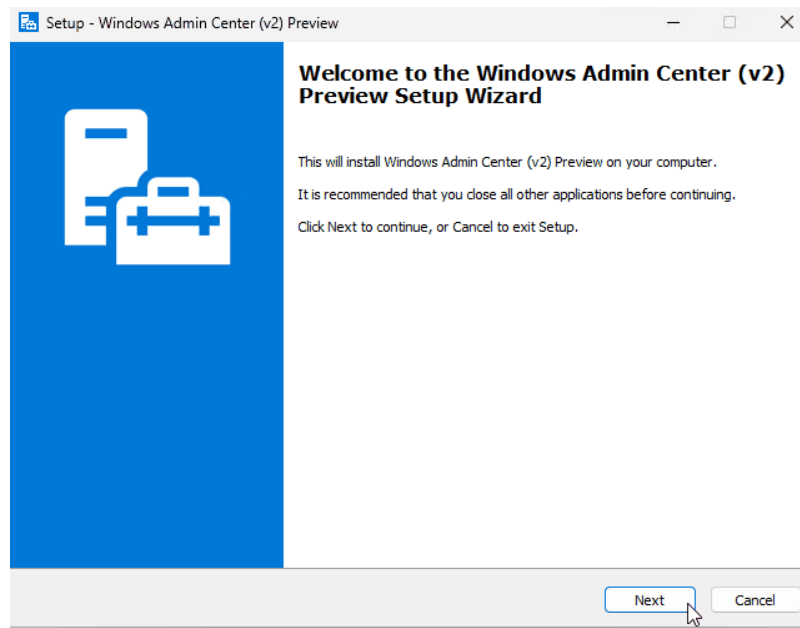 Setup - Windows Admin Center (v2) Preview
Welcome to the Windows Admin Center (v2)
Preview Setup Wizard
This will install Windows Admin Center (v2) Preview on your computer.
It is recommended that you close all other applications before continuing.
Click Next to continue, or Cancel to exit Setup.
Next
Cancel